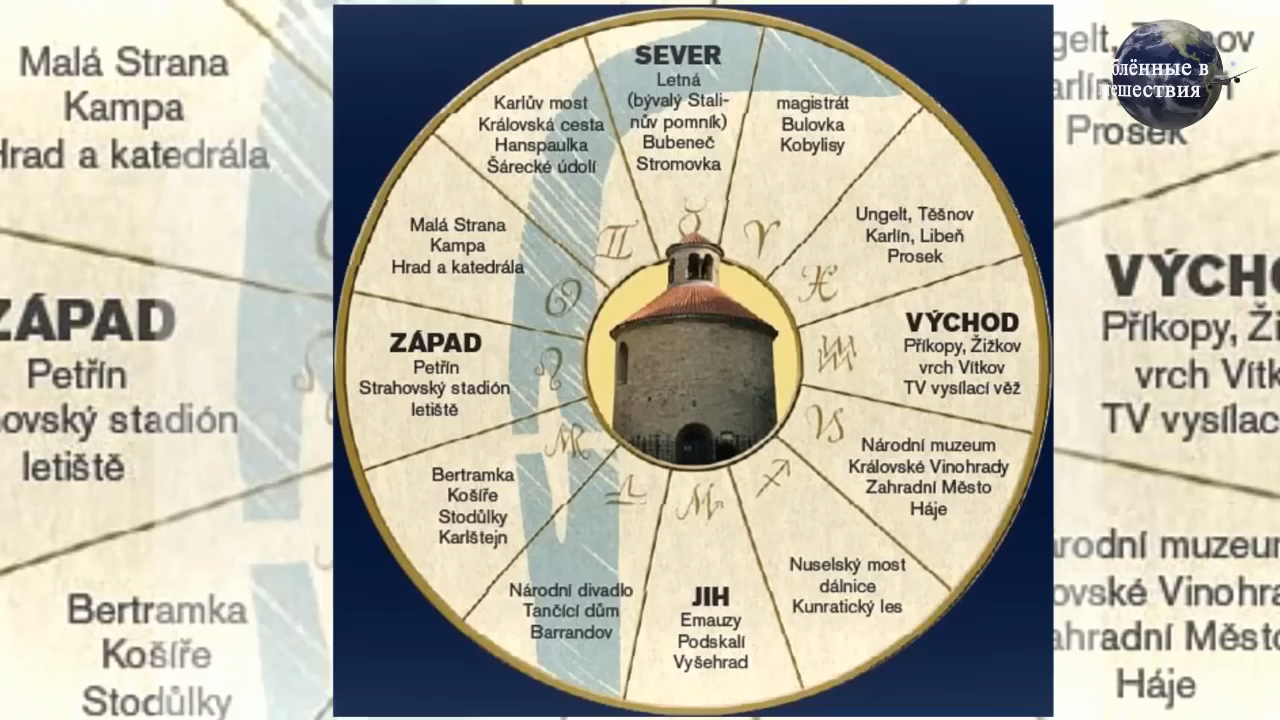 SEVER
Letná
(bývalý Stali-
nův pomník)
Bubeneč
Stromovka
magistrát
Bulovka
Kobylisy
Ungelt, Těšnov
Karlín, Libeň
Prosek
VÝCHOD
Příkopy, Žižkov
vrch Vítkov
TV vysílací věž
Národní muzeum
Královské Vinohrady
Zahradní Město
Háje
Nuselský most
dálnice
Kunratický les
JIH
Emauzy
Podskalí
Vyšehrad
Národní divadlo
Tančící dům
Barrandov
Bertramka
Košíře
Stodůlky
Karlštejn
ZÁPAD
Petřín
Strahovský stadión
letiště
Malá Strana
Kampa
Hrad a katedrála
Karlův most
Královská cesta
Hanspaulka
Šárecké údolí
Malá Strana
Kampa
Hrad a katedrála
ZÁPAD
Petřín
ovský stadión
letiště
Bertramka
Košíře
Stodůlky
Prosek
VÝCHO
Příkopy, Ži
vrch Vítk
TV vysílac
árodní muzeum
ovské Vinohra
ahradní Město
Háje
блённые в
тешествия